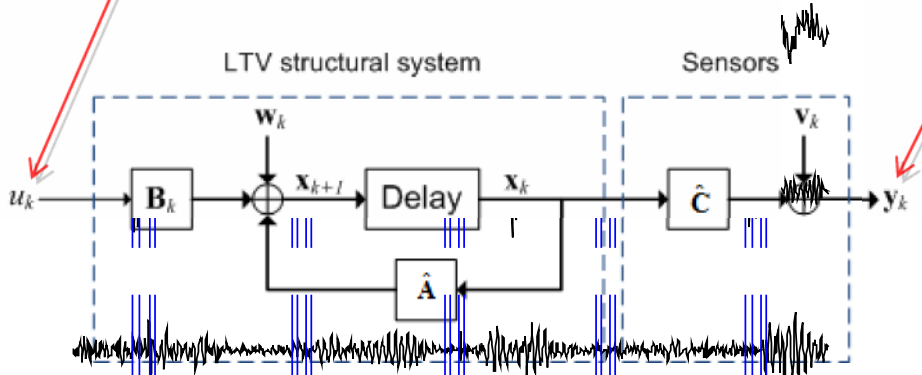 LTV structural system
Sensors
w_k
v_k
u_k
B_k
x_{k+1}
Delay
x_k
Ĉ
y_k
Â